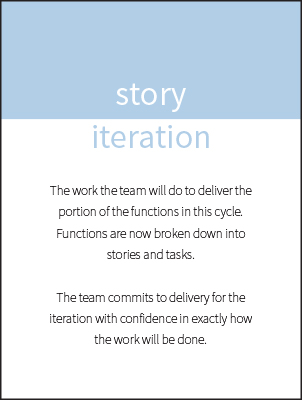 story
iteration
The work the team will do to deliver the
portion of the functions in this cycle.
Functions are now broken down into
stories and tasks.
The team commits to delivery for the
iteration with confidence in exactly how
the work will be done.